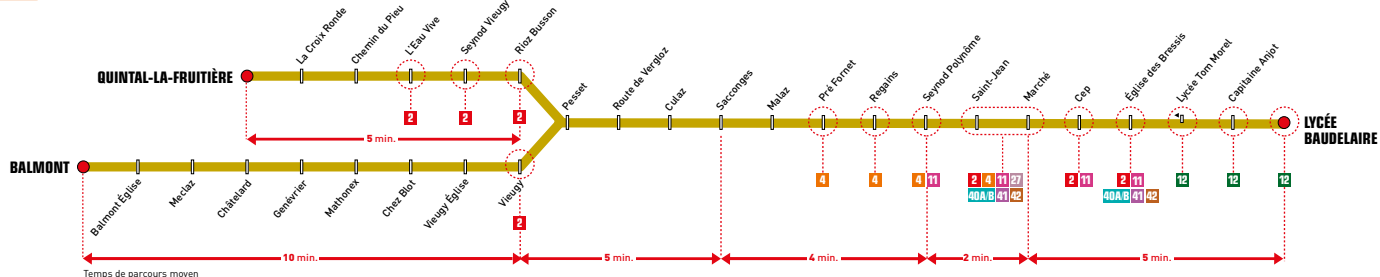 La Croix Ronde
Chemin du Pieu
L'Eau Vive
Seynod Vieugy
Rioz Busson
QUINTAL-LA-FRUITIÈRE
2
2
2
5 min.
Pesset
Route de Vergloz
Culaz
Sacconges
Malaz
Pré Fornet
Regains
Seynod Polynôme
Saint-Jean
Marché
Cep
Église des Bressis
Lycée Tom Morel
Capitaine Anjot
LYCÉE
BAUDELAIRE
BALMONT
Balmont Église
Meclaz
Châtelard
Genévrier
Mathonex
Chez Blot
Vieugy Église
Vieugy
2
4
4
4 11
2 4 11 27
40A/B 41 42
2 11
2 11
40A/B 41 42
12
12
12
10 min.
5 min.
4 min.
2 min.
5 min.
Temps de parcours moyen